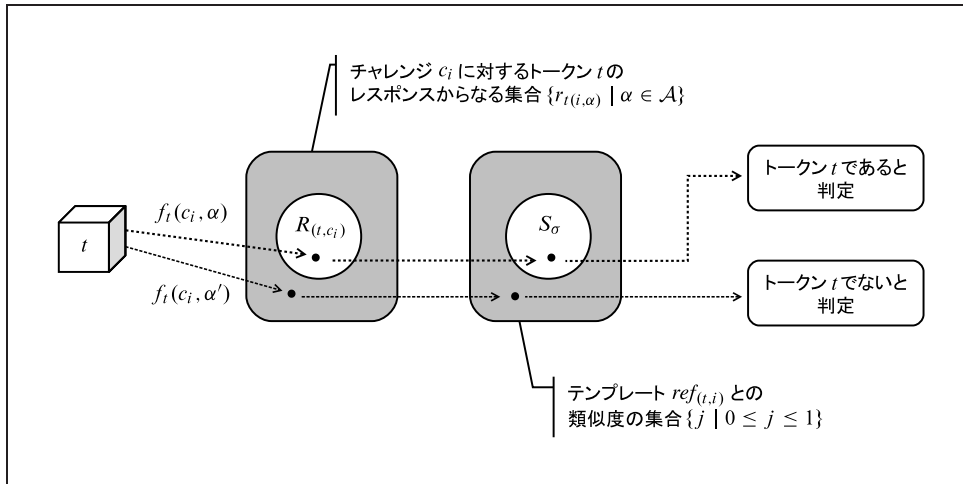 チャレンジ c_i に対するトークン t の
レスポンスからなる集合 {r_{t(i,α)} | α ∈ 𝒜}
トークン t であると
判定
f_t(c_i, α)
R_{(t,c_i)}
S_σ
t
f_t(c_i, α′)
トークン t でないと
判定
テンプレート ref_{(t,i)} との
類似度の集合 {j | 0 ≤ j ≤ 1}